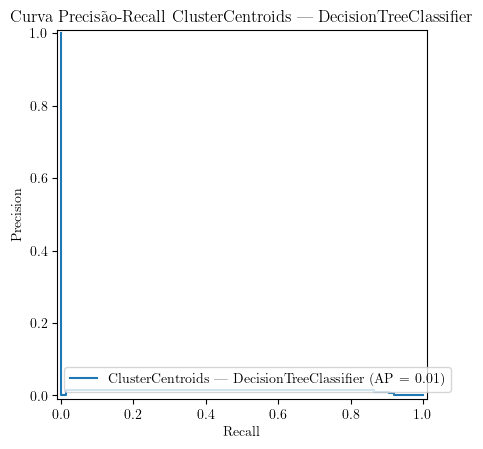 Curva Precisão-Recall ClusterCentroids — DecisionTreeClassifier
1.0
0.8
0.6
0.4
0.2
0.0
Precision
ClusterCentroids — DecisionTreeClassifier (AP = 0.01)
0.0 0.2 0.4 0.6 0.8 1.0
Recall